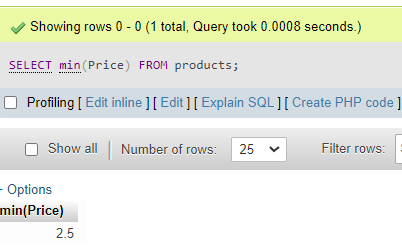 Showing rows 0 - 0 (1 total, Query took 0.0008 seconds.)
SELECT min(Price) FROM products;
Profiling [ Edit inline ] [ Edit ] [ Explain SQL ] [ Create PHP code ]
Show all Number of rows: 25 Filter rows:
+ Options
min(Price)
2.5